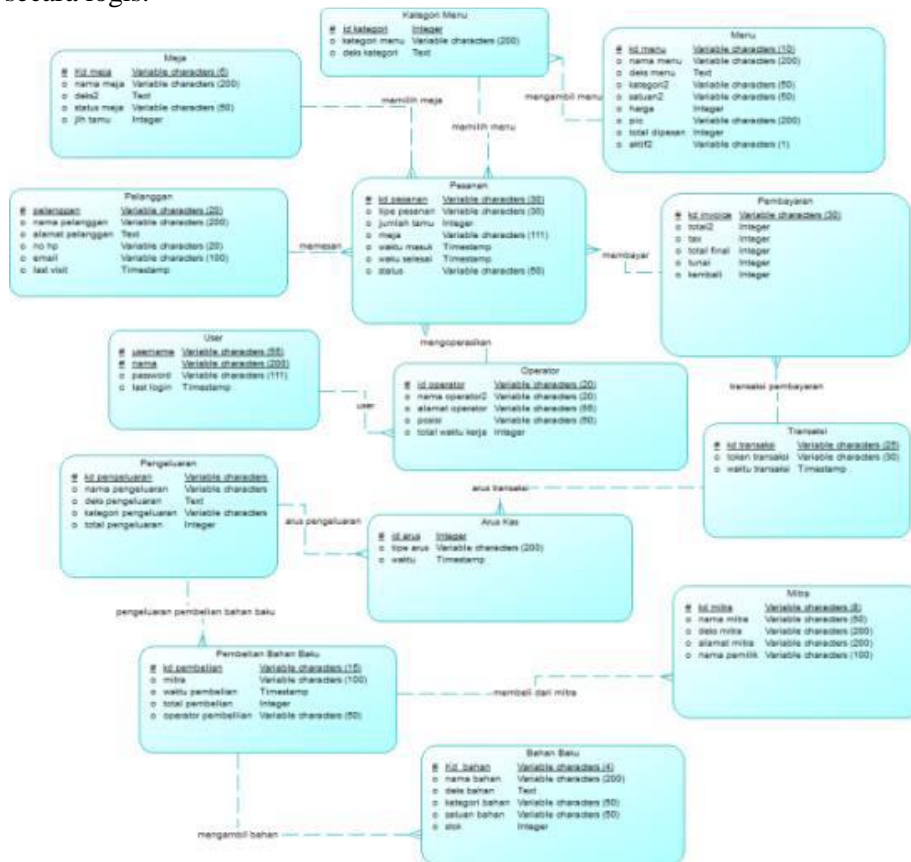 secara logis.
Kategori Menu
# id kategori Integer
o kategori menu Variable characters (200)
o deks kategori Text
Meja
# Kd meja Variable characters (5)
o nama meja Variable characters (200)
o deks2 Text
o status meja Variable characters (50)
o jlh tamu Integer
Menu
# kd menu Variable characters (10)
o nama menu Variable characters (200)
o deks menu Text
o kategori2 Variable characters (50)
o satuan2 Variable characters (50)
o harga Integer
o pic Variable characters (200)
o total dipesan Integer
o aktif2 Variable characters (1)
memilih meja
memilih menu
mengambil menu
Pelanggan
# pelanggan Variable characters (20)
o nama pelanggan Variable characters (200)
o alamat pelanggan Text
o no hp Variable characters (20)
o email Variable characters (100)
o last visit Timestamp
memesan
Pesanan
# kd pesanan Variable characters (30)
o tipe pesanan Variable characters (30)
o jumlah tamu Integer
o meja Variable characters (111)
o waktu masuk Timestamp
o waku selesai Timestamp
o status Variable characters (50)
membayar
Pembayaran
# kd invoice Variable characters (30)
o total2 Integer
o tax Integer
o total final Integer
o tunai Integer
o kembali Integer
User
# username Variable characters (55)
# nama Variable characters (200)
o password Variable characters (111)
o last login Timestamp
user
mengoperasikan
Operator
# id operator Variable characters (20)
o nama operator2 Variable characters (20)
o alamat operator Variable characters (55)
o posisi Variable characters (50)
o total waktu kerja Integer
transaksi pembayaran
Transaksi
# kd transaksi Variable characters (25)
o token transaksi Variable characters (30)
o waktu transaksi Timestamp
Pengeluaran
# kd pengeluaran Variable characters
o nama pengeluaran Variable characters
o deks pengeluaran Text
o kategori pengeluaran Variable characters
o total pengeluaran Integer
arus pengeluaran
arus transaksi
Arus Kas
# id arus Integer
o tipe arus Variable characters (200)
o waktu Timestamp
pengeluaran pembelian bahan baku
Mitra
# kd mitra Variable characters (8)
o nama mitra Variable characters (50)
o deks mitra Variable characters (200)
o alamat mitra Variable characters (200)
o nama pemilik Variable characters (100)
Pembelian Bahan Baku
# kd pembelian Variable characters (15)
o mitra Variable characters (100)
o waktu pembelian Timestamp
o total pembelian Integer
o operator pembelian Variable characters (50)
membeli dari mitra
mengambil bahan
Bahan Baku
# Kd_bahan Variable characters (4)
o nama bahan Variable characters (200)
o deks bahan Text
o kategori bahan Variable characters (50)
o satuan bahan Variable characters (50)
o stok Integer